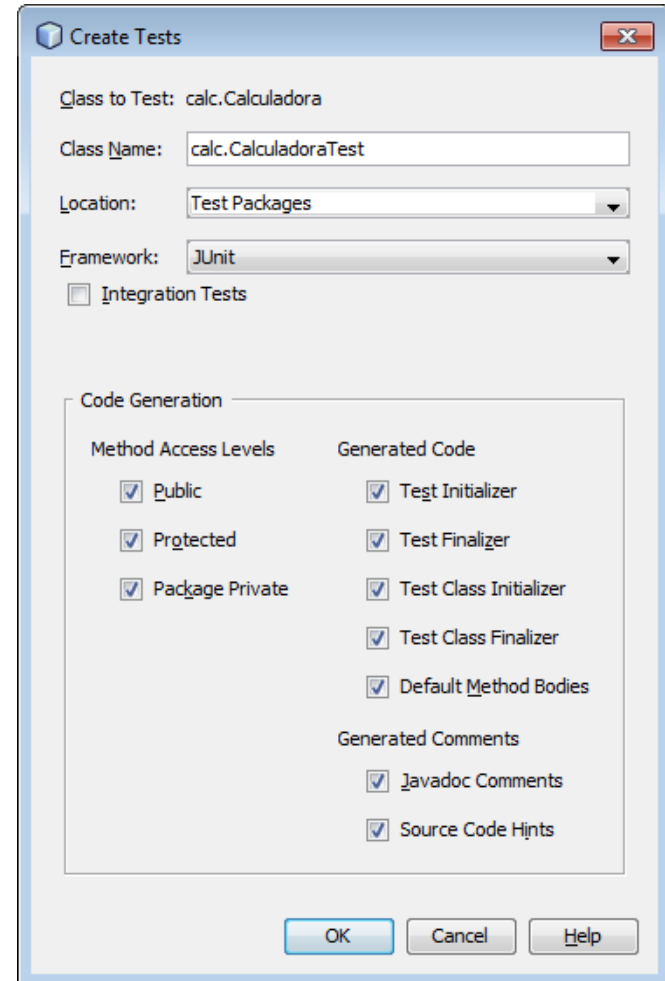 Create Tests
Class to Test: calc.Calculadora
Class Name: calc.CalculadoraTest
Location: Test Packages
Framework: JUnit
Integration Tests
Code Generation
Method Access Levels
Public
Protected
Package Private
Generated Code
Test Initializer
Test Finalizer
Test Class Initializer
Test Class Finalizer
Default Method Bodies
Generated Comments
Javadoc Comments
Source Code Hints
OK Cancel Help